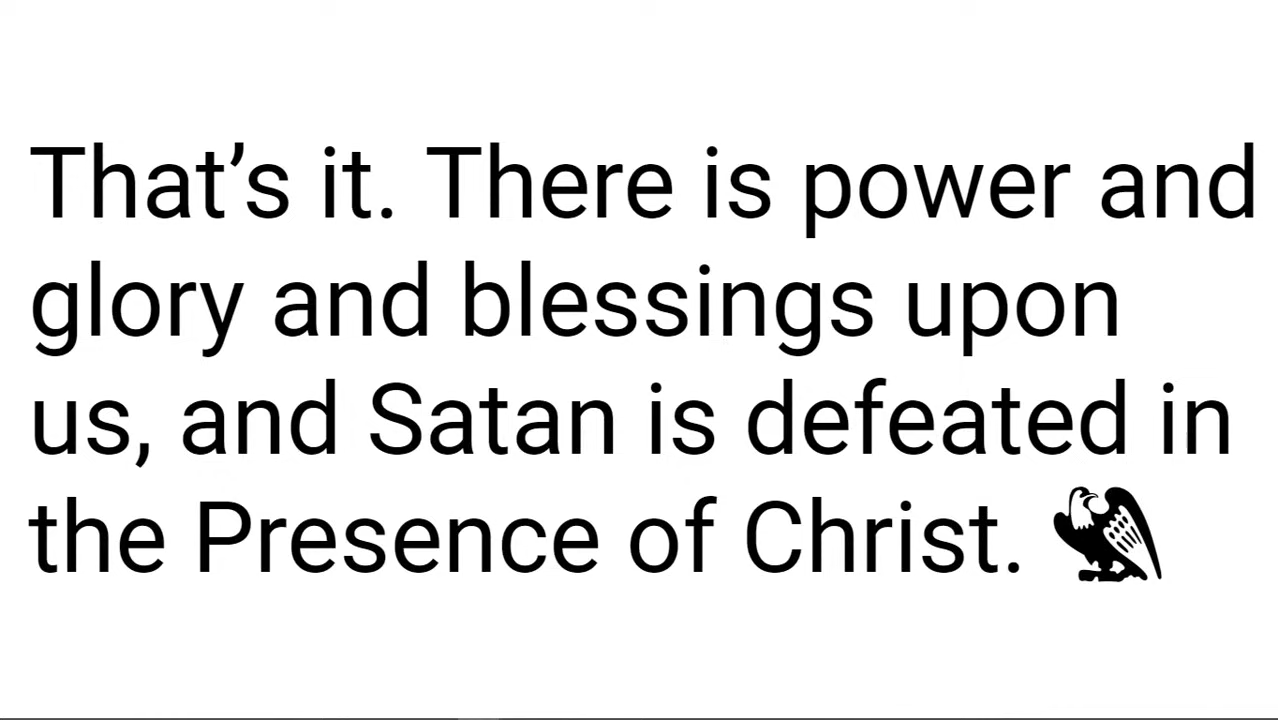 That’s it. There is power and
glory and blessings upon
us, and Satan is defeated in
the Presence of Christ.